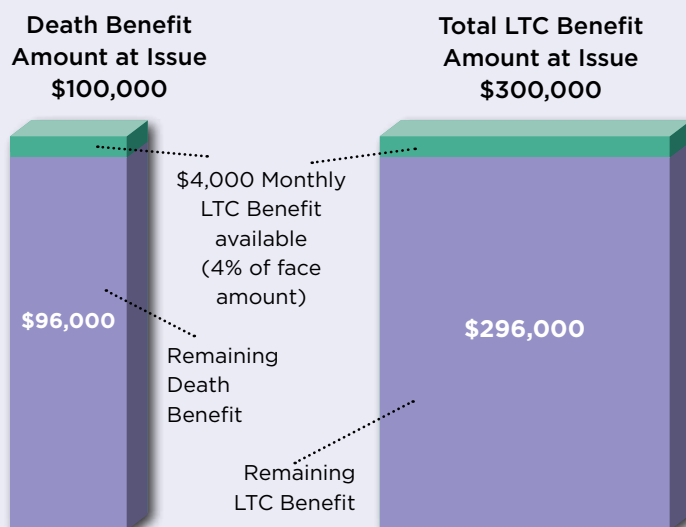 Death Benefit
Amount at Issue
$100,000
Total LTC Benefit
Amount at Issue
$300,000
$4,000 Monthly
LTC Benefit
available
(4% of face
amount)
$96,000
$296,000
Remaining
Death
Benefit
Remaining
LTC Benefit